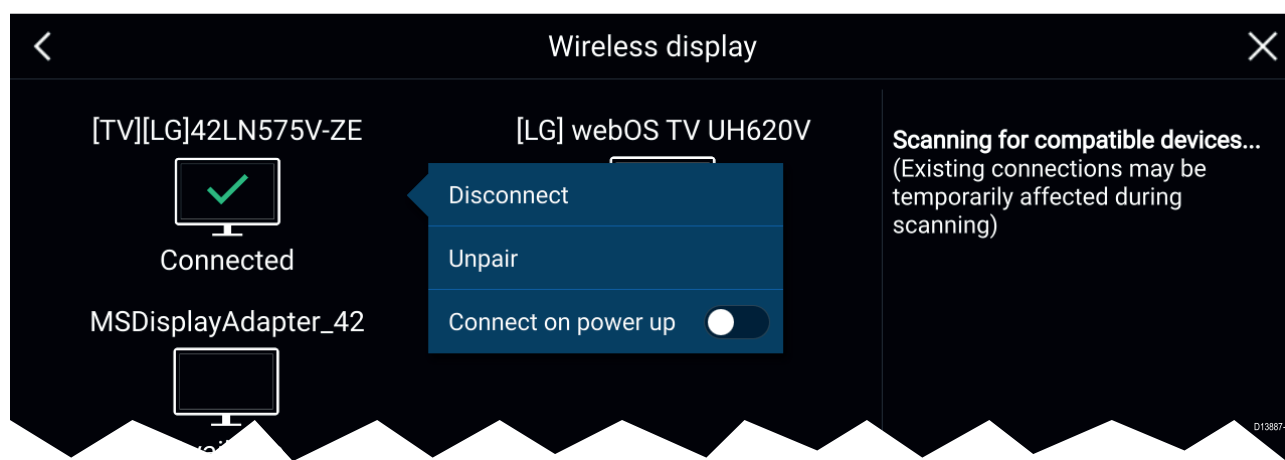 Wireless display
[TV][LG]42LN575V-ZE
[LG] webOS TV UH620V
Connected
MSDisplayAdapter_42
Disconnect
Unpair
Connect on power up
Scanning for compatible devices...
(Existing connections may be
temporarily affected during
scanning)
D13887-